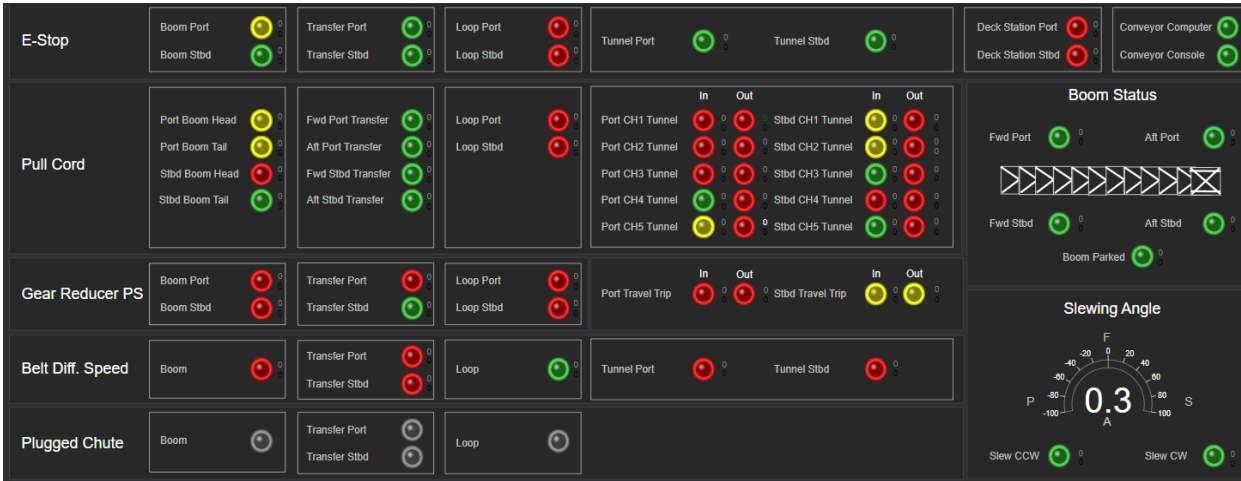 E-Stop
Boom Port
Boom Stbd
Transfer Port
Transfer Stbd
Loop Port
Loop Stbd
Tunnel Port
Tunnel Stbd
Deck Station Port
Deck Station Stbd
Conveyor Computer
Conveyor Console
Pull Cord
Port Boom Head
Port Boom Tail
Stbd Boom Head
Stbd Boom Tail
Fwd Port Transfer
Aft Port Transfer
Fwd Stbd Transfer
Aft Stbd Transfer
Loop Port
Loop Stbd
In Out In Out
Port CH1 Tunnel Stbd CH1 Tunnel
Port CH2 Tunnel Stbd CH2 Tunnel
Port CH3 Tunnel Stbd CH3 Tunnel
Port CH4 Tunnel Stbd CH4 Tunnel
Port CH5 Tunnel 0 Stbd CH5 Tunnel
Boom Status
Fwd Port Aft Port
Fwd Stbd Aft Stbd
Boom Parked
Gear Reducer PS
Boom Port
Boom Stbd
Transfer Port
Transfer Stbd
Loop Port
Loop Stbd
In Out In Out
Port Travel Trip Stbd Travel Trip
Slewing Angle
F
-20 0 20
-40 40
-60 60
-80 80
-100 100
P 0.3 S
A
Slew CCW Slew CW
Belt Diff. Speed
Boom
Transfer Port
Transfer Stbd
Loop
Tunnel Port
Tunnel Stbd
Plugged Chute
Boom
Transfer Port
Transfer Stbd
Loop